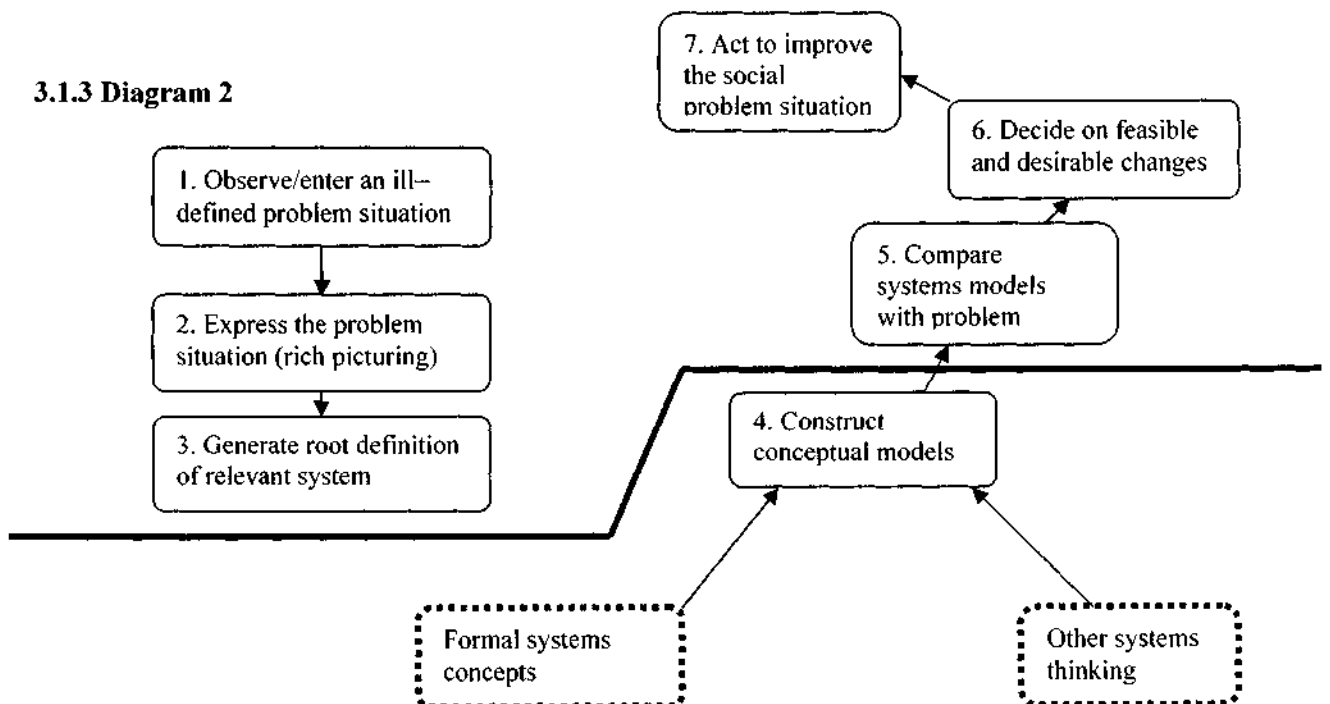 3.1.3 Diagram 2
1. Observe/enter an ill–
defined problem situation
2. Express the problem
situation (rich picturing)
3. Generate root definition
of relevant system
4. Construct
conceptual models
5. Compare
systems models
with problem
6. Decide on feasible
and desirable changes
7. Act to improve
the social
problem situation
Formal systems
concepts
Other systems
thinking